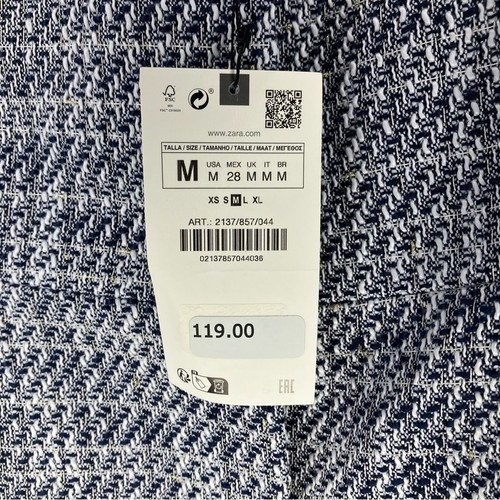 FSC
®
www.zara.com
TALLA / SIZE / TAMANHO / TAILLE / MAAT / ΜΕΓΕΘΟΣ
M USA MEX UK IT BR
M 28 M M M
XS S M L XL
ART.: 2137/857/044
02137857044036
119.00
EAC